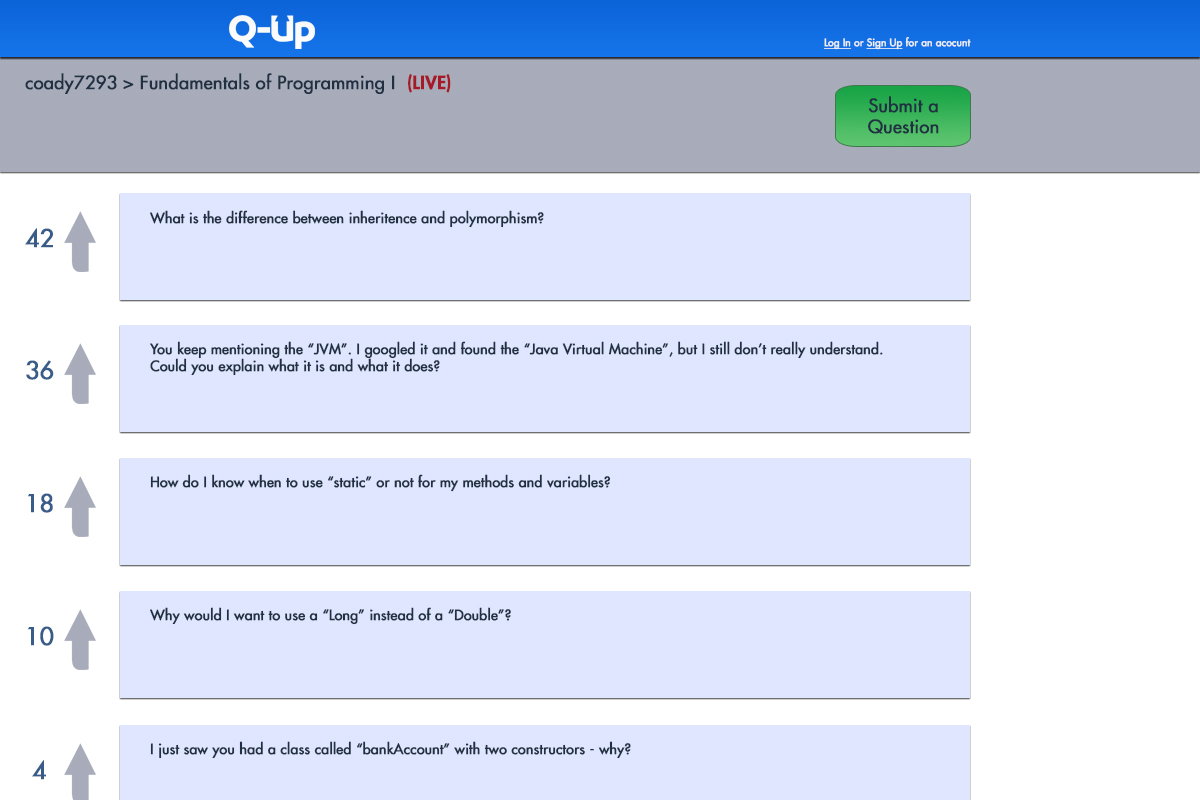 Q-Up
Log In or Sign Up for an acocunt
coady7293 > Fundamentals of Programming I (LIVE)
Submit a
Question
42
What is the difference between inheritence and polymorphism?
36
You keep mentioning the “JVM”. I googled it and found the “Java Virtual Machine”, but I still don’t really understand.
Could you explain what it is and what it does?
18
How do I know when to use “static” or not for my methods and variables?
10
Why would I want to use a “Long” instead of a “Double”?
4
I just saw you had a class called “bankAccount” with two constructors - why?